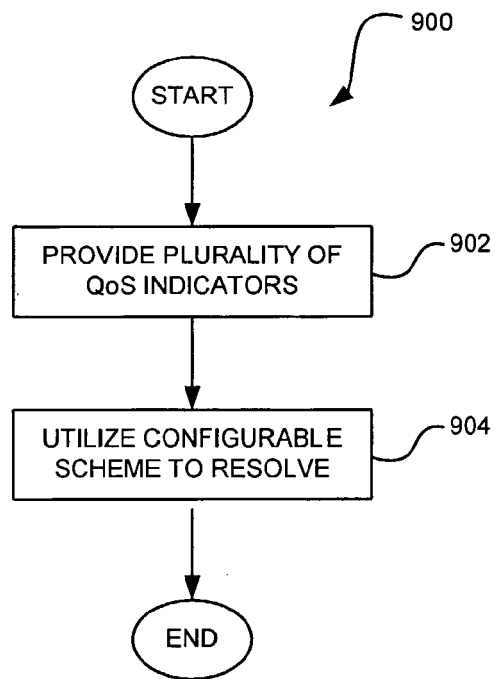 900
START
PROVIDE PLURALITY OF
QoS INDICATORS
902
UTILIZE CONFIGURABLE
SCHEME TO RESOLVE
904
END